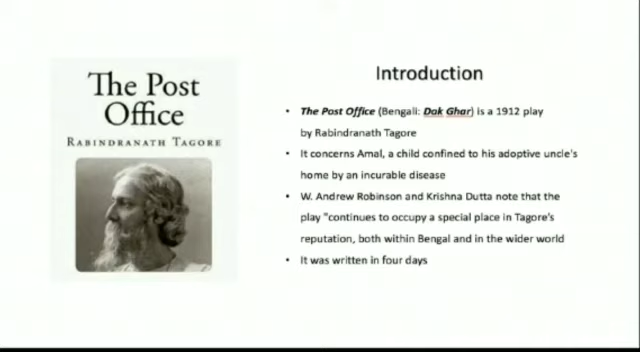 The Post
Office
RABINDRANATH TAGORE
Introduction
• The Post Office (Bengali: Dak Ghar) is a 1912 play
by Rabindranath Tagore
• It concerns Amal, a child confined to his adoptive uncle's
home by an incurable disease
• W. Andrew Robinson and Krishna Dutta note that the
play "continues to occupy a special place in Tagore's
reputation, both within Bengal and in the wider world
• It was written in four days